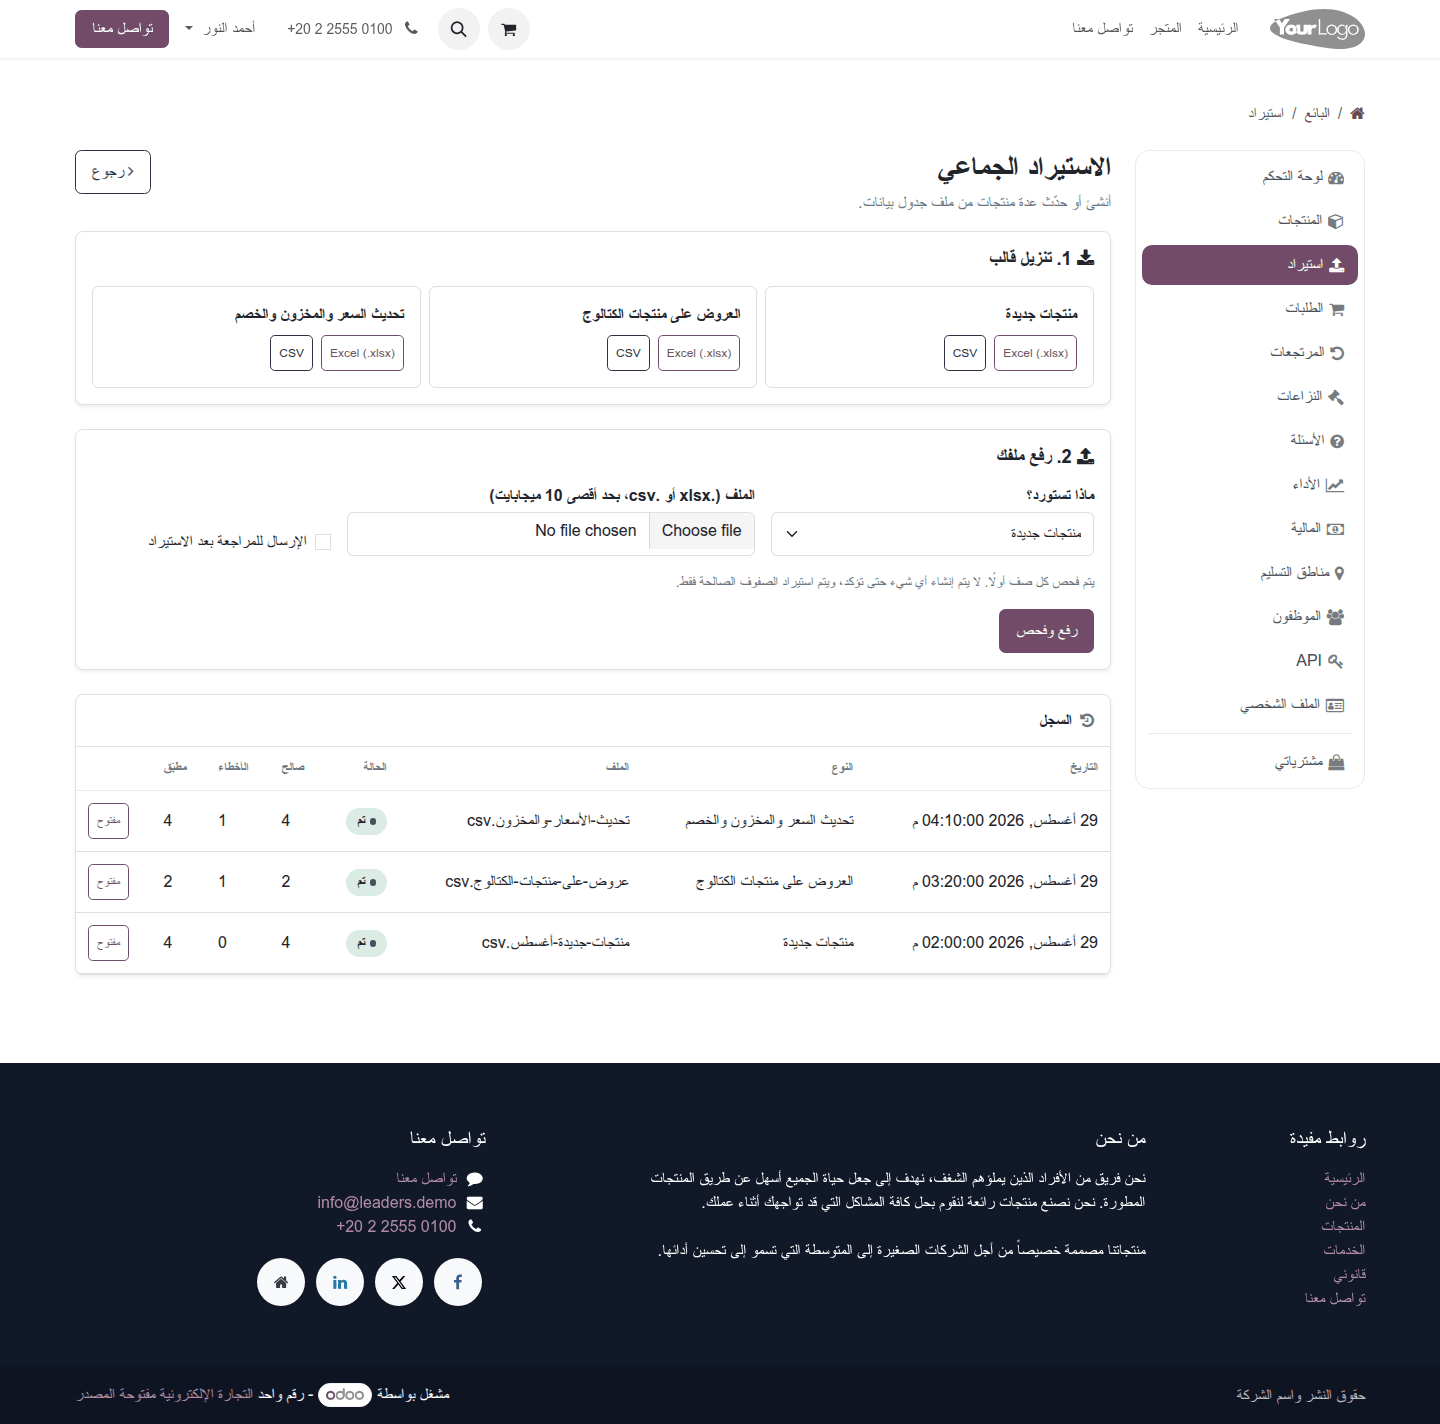 YourLogo
الرئيسية
المتجر
تواصل معنا
+20 2 2555 0100
أحمد النور
تواصل معنا
/ البائع / استيراد
لوحة التحكم
المنتجات
استيراد
الطلبات
المرتجعات
النزاعات
الأسئلة
الأداء
المالية
مناطق التسليم
الموظفون
API
الملف الشخصي
مشترياتي
الاستيراد الجماعي
أنشئ أو حدّث عدة منتجات من ملف جدول بيانات.
رجوع
1. تنزيل قالب
منتجات جديدة
Excel (.xlsx)
CSV
العروض على منتجات الكتالوج
Excel (.xlsx)
CSV
تحديث السعر والمخزون والخصم
Excel (.xlsx)
CSV
2. رفع ملفك
ماذا تستورد؟
منتجات جديدة
الملف (.xlsx أو .csv، بحد أقصى 10 ميجابايت)
Choose file No file chosen
الإرسال للمراجعة بعد الاستيراد
يتم فحص كل صف أولًا. لا يتم إنشاء أي شيء حتى تؤكد، ويتم استيراد الصفوف الصالحة فقط.
رفع وفحص
السجل
التاريخ النوع الملف الحالة صالح الأخطاء مطبّق
29 أغسطس, 2026 04:10:00 م تحديث السعر والمخزون والخصم تحديث-الأسعار-والمخزون.csv تم 4 1 4 مفتوح
29 أغسطس, 2026 03:20:00 م العروض على منتجات الكتالوج عروض-على-منتجات-الكتالوج.csv تم 2 1 2 مفتوح
29 أغسطس, 2026 02:00:00 م منتجات جديدة منتجات-جديدة-أغسطس.csv تم 4 0 4 مفتوح
روابط مفيدة
الرئيسية
من نحن
المنتجات
الخدمات
قانوني
تواصل معنا
من نحن
نحن فريق من الأفراد الذين يملؤهم الشغف، نهدف إلى جعل حياة الجميع أسهل عن طريق المنتجات
المطورة. نحن نصنع منتجات رائعة لنقوم بحل كافة المشاكل التي قد تواجهك أثناء عملك.
منتجاتنا مصممة خصيصاً من أجل الشركات الصغيرة إلى المتوسطة التي تسمو إلى تحسين أدائها.
تواصل معنا
تواصل معنا
info@leaders.demo
+20 2 2555 0100
حقوق النشر واسم الشركة
مشغل بواسطة odoo - رقم واحد التجارة الإلكترونية مفتوحة المصدر